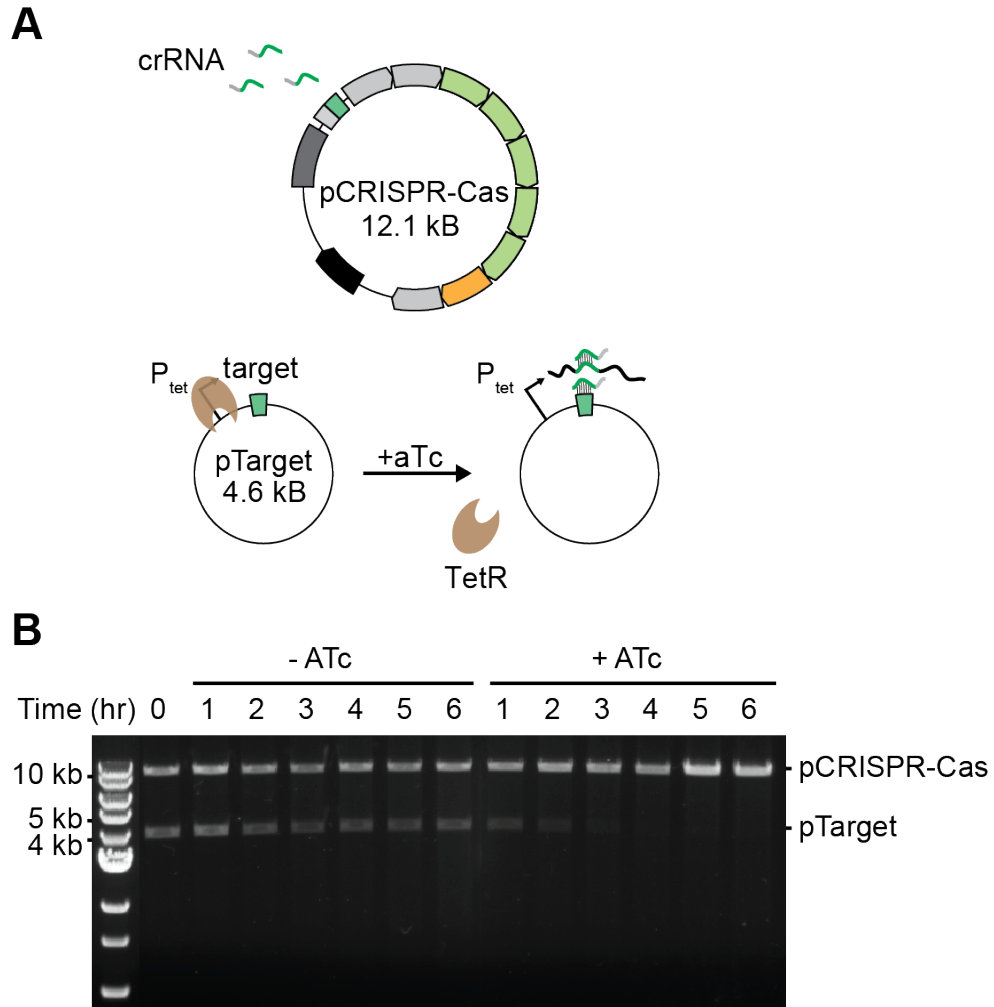 A
crRNA
pCRISPR-Cas
12.1 kB
Ptet target
Ptet
pTarget
4.6 kB
+aTc
TetR
B
- ATc + ATc
Time (hr) 0 1 2 3 4 5 6 1 2 3 4 5 6
10 kb
pCRISPR-Cas
5 kb
pTarget
4 kb